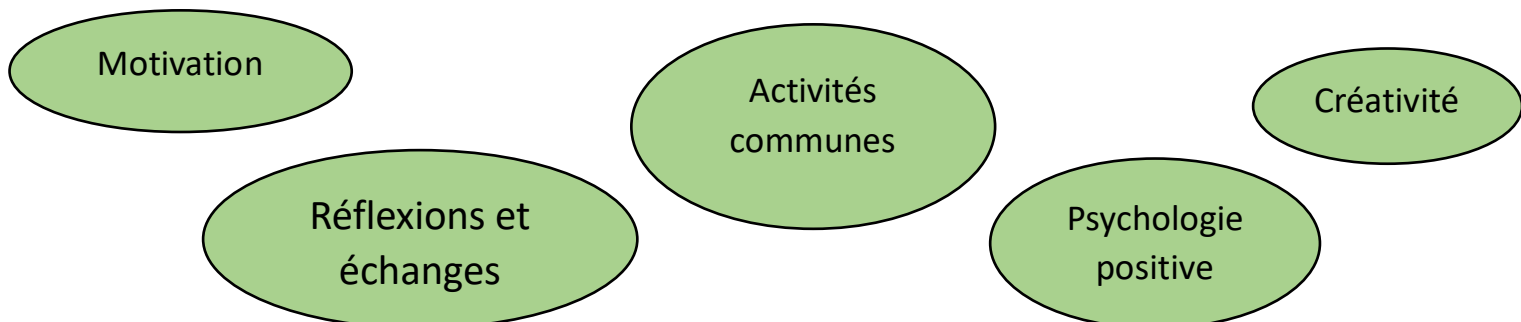 Motivation
Réflexions et
échanges
Activités
communes
Psychologie
positive
Créativité